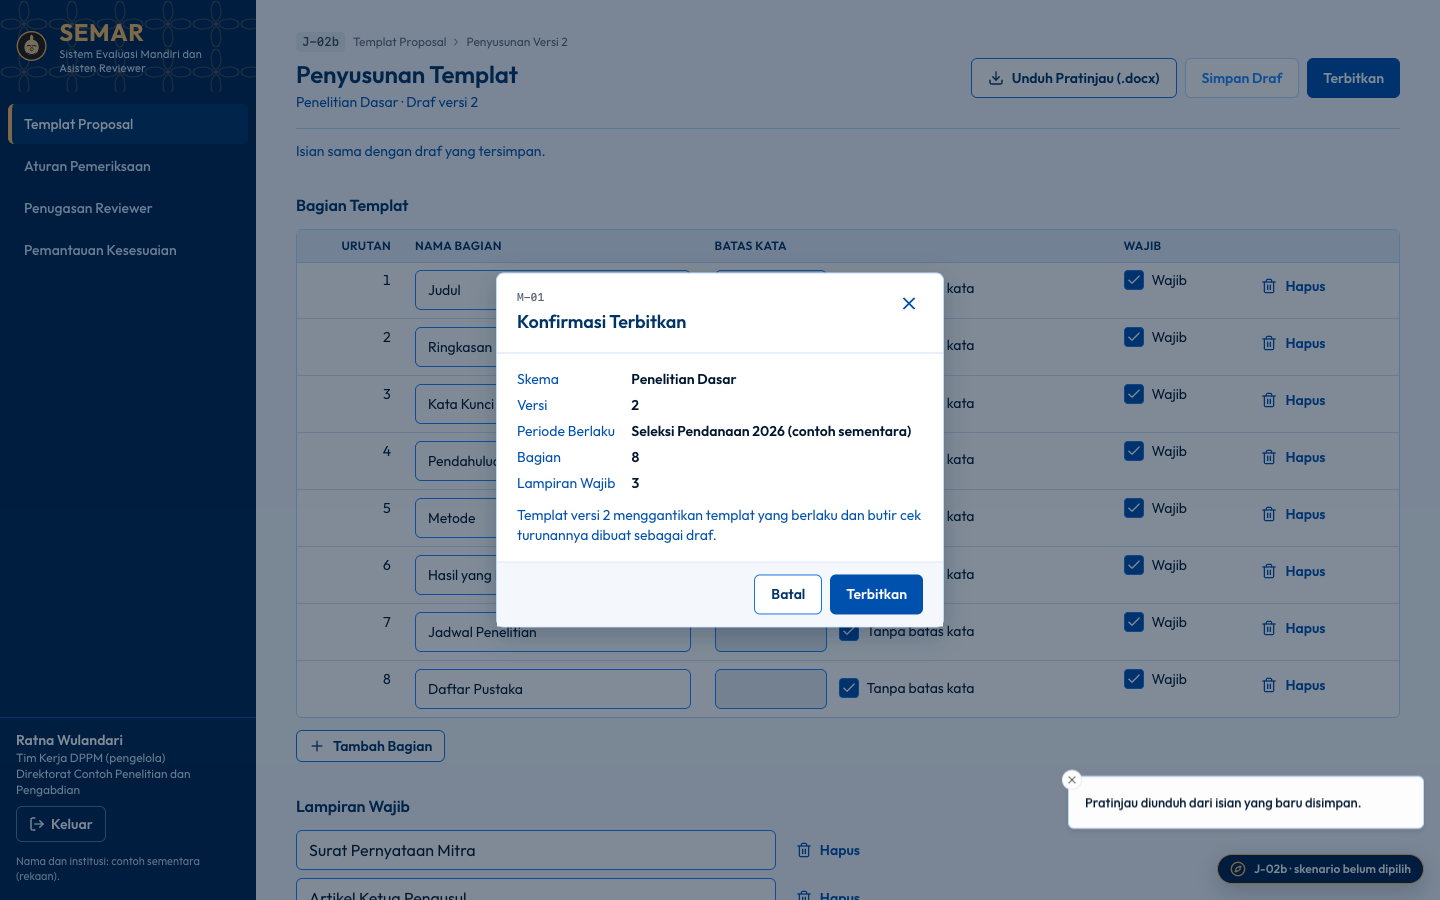 SEMAR
Sistem Evaluasi Mandiri dan
Asisten Reviewer
Templat Proposal
Aturan Pemeriksaan
Penugasan Reviewer
Pemantauan Kesesuaian
Ratna Wulandari
Tim Kerja DPPM (pengelola)
Direktorat Contoh Penelitian dan
Pengabdian
Keluar
Nama dan institusi: contoh sementara
(rekaan).
J-02b Templat Proposal > Penyusunan Versi 2
Penyusunan Templat
Penelitian Dasar · Draf versi 2
Unduh Pratinjau (.docx)
Simpan Draf
Terbitkan
Isian sama dengan draf yang tersimpan.
Bagian Templat
URUTAN NAMA BAGIAN BATAS KATA WAJIB
1 Judul kata Wajib Hapus
2 Ringkasan kata Wajib Hapus
3 Kata Kunci kata Wajib Hapus
4 kata Wajib Hapus
5 Metode kata Wajib Hapus
6 Hasil yang kata Wajib Hapus
7 Jadwal Penelitian Tanpa batas kata Wajib Hapus
8 Daftar Pustaka Tanpa batas kata Wajib Hapus
Tambah Bagian
Lampiran Wajib
Surat Pernyataan Mitra Hapus
Artikel Ketua Pengusul Hapus
M-01
Konfirmasi Terbitkan
Skema Penelitian Dasar
Versi 2
Periode Berlaku Seleksi Pendanaan 2026 (contoh sementara)
Bagian 8
Lampiran Wajib 3
Templat versi 2 menggantikan templat yang berlaku dan butir cek
turunannya dibuat sebagai draf.
Batal
Terbitkan
Pratinjau diunduh dari isian yang baru disimpan.
J-02b · skenario belum dipilih